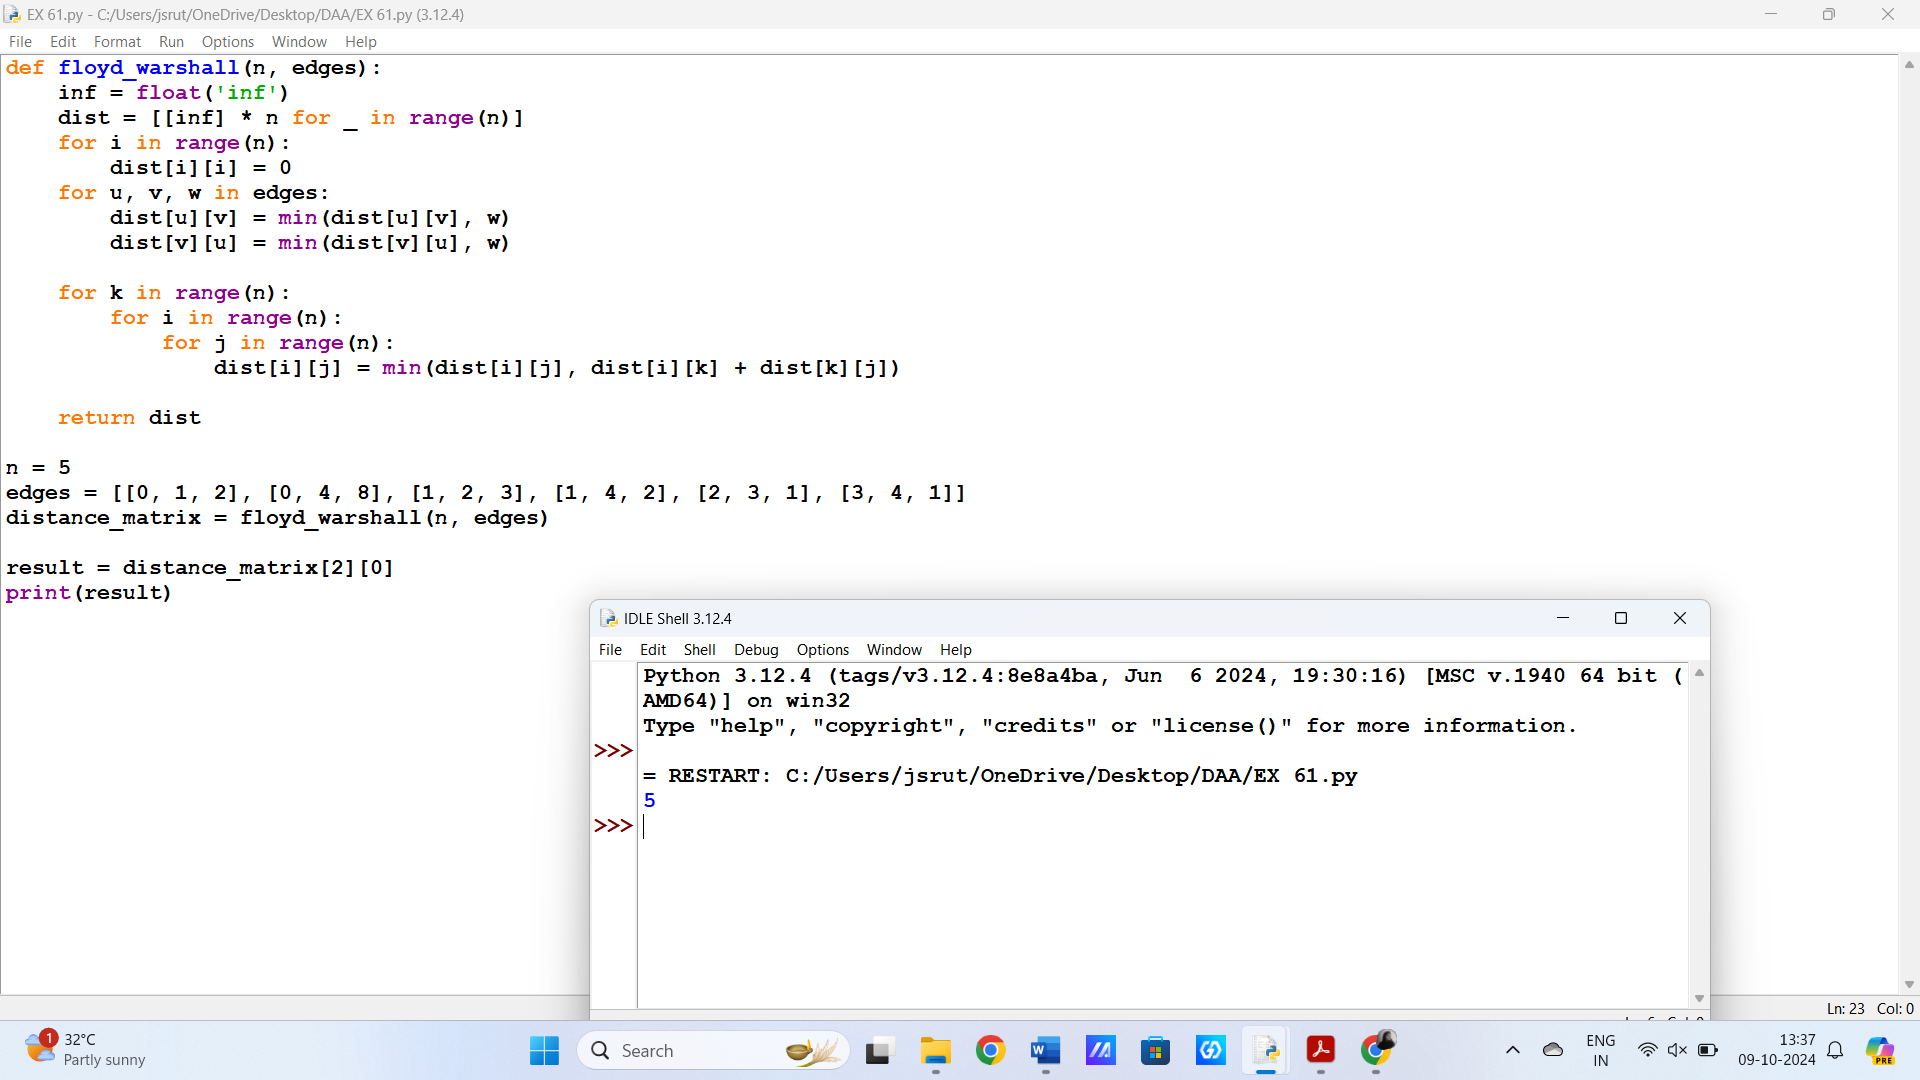 EX 61.py - C:/Users/jsrut/OneDrive/Desktop/DAA/EX 61.py (3.12.4)
File Edit Format Run Options Window Help
def floyd_warshall(n, edges):
    inf = float('inf')
    dist = [[inf] * n for _ in range(n)]
    for i in range(n):
        dist[i][i] = 0
    for u, v, w in edges:
        dist[u][v] = min(dist[u][v], w)
        dist[v][u] = min(dist[v][u], w)
    for k in range(n):
        for i in range(n):
            for j in range(n):
                dist[i][j] = min(dist[i][j], dist[i][k] + dist[k][j])
    return dist
n = 5
edges = [[0, 1, 2], [0, 4, 8], [1, 2, 3], [1, 4, 2], [2, 3, 1], [3, 4, 1]]
distance_matrix = floyd_warshall(n, edges)
result = distance_matrix[2][0]
print(result)
IDLE Shell 3.12.4
File Edit Shell Debug Options Window Help
Python 3.12.4 (tags/v3.12.4:8e8a4ba, Jun  6 2024, 19:30:16) [MSC v.1940 64 bit (
AMD64)] on win32
Type "help", "copyright", "credits" or "license()" for more information.
>>>
= RESTART: C:/Users/jsrut/OneDrive/Desktop/DAA/EX 61.py
5
>>>
Ln: 23 Col: 0
1
32°C
Partly sunny
Search
W
ENG
IN
13:37
09-10-2024
PRE